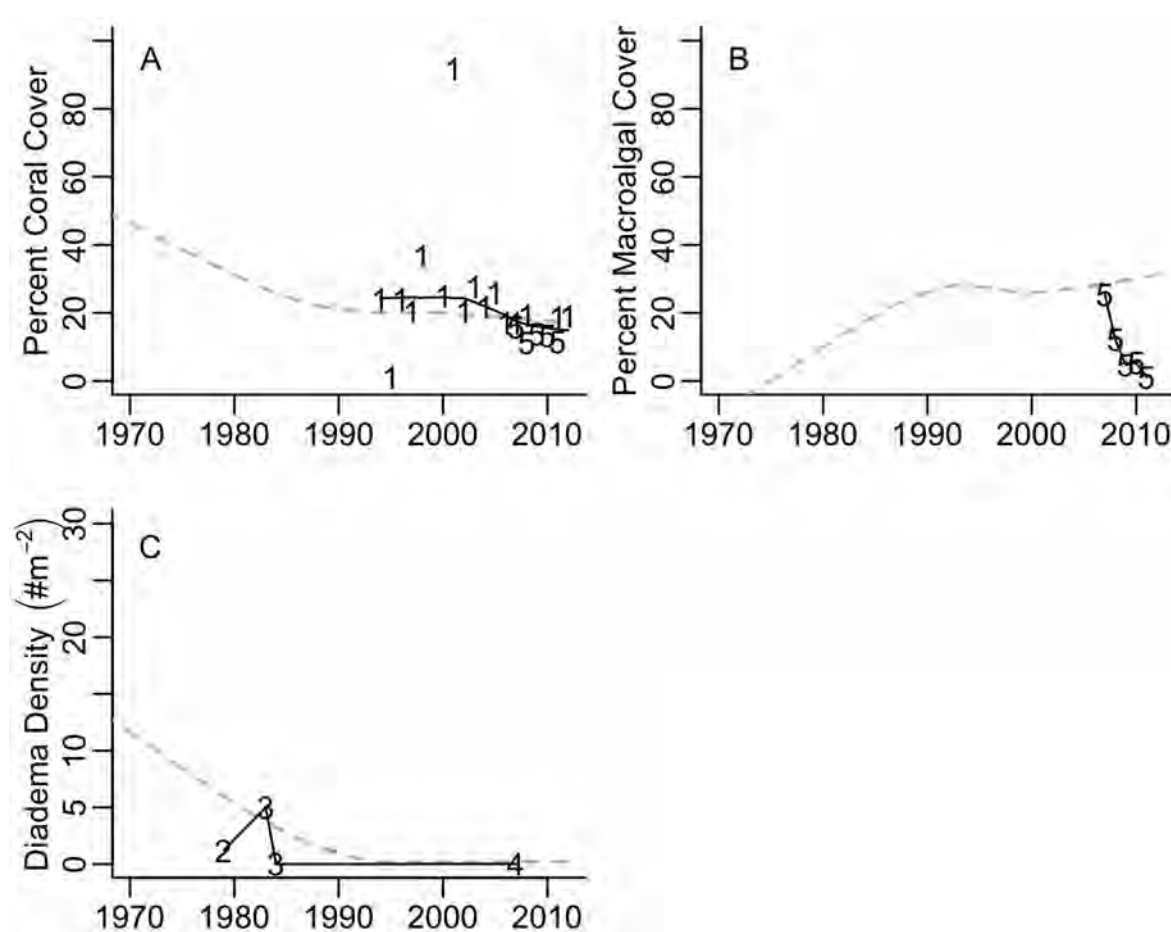 A
Percent Coral Cover
0 20 40 60 80
1 1 1 1 1 1 1 1 1 1 1 1 1 1 1 1
5 5 5 5 5
1970 1980 1990 2000 2010
B
Percent Macroalgal Cover
0 20 40 60 80
5 5 5 5 5
1970 1980 1990 2000 2010
C
Diadema Density (#m⁻²)
0 5 10 20 30
2 3 3 4
1970 1980 1990 2000 2010